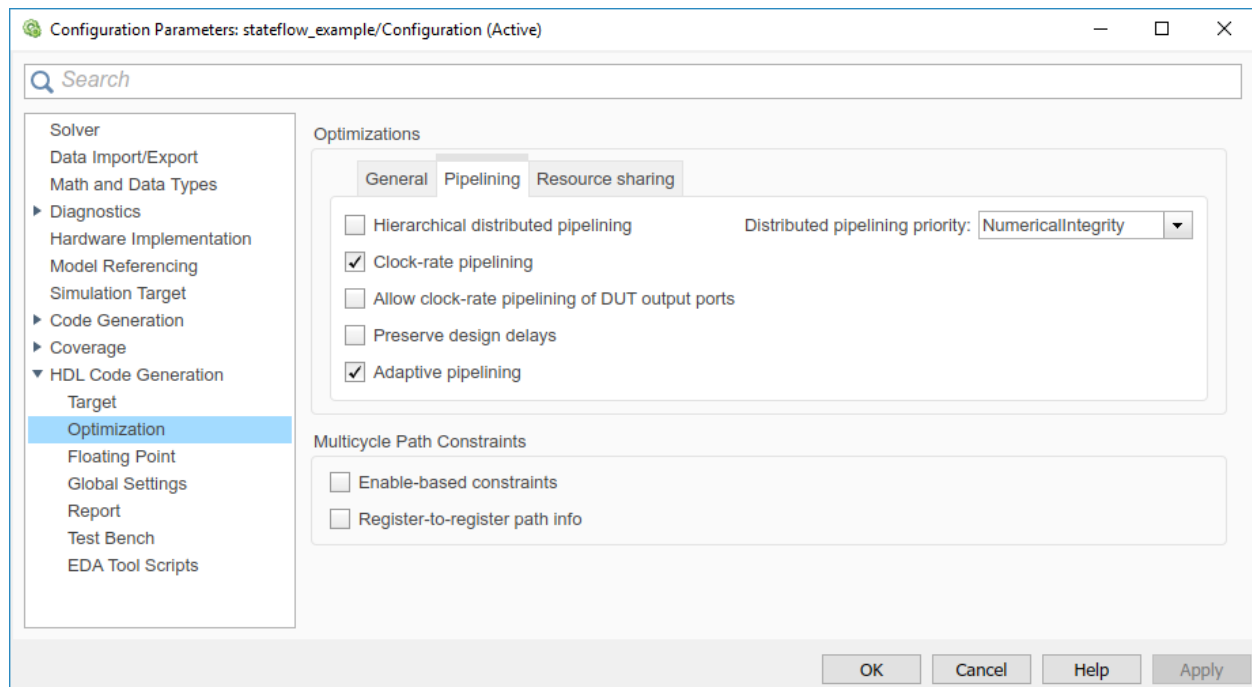 Configuration Parameters: stateflow_example/Configuration (Active)
Search
Solver
Data Import/Export
Math and Data Types
Diagnostics
Hardware Implementation
Model Referencing
Simulation Target
Code Generation
Coverage
HDL Code Generation
Target
Optimization
Floating Point
Global Settings
Report
Test Bench
EDA Tool Scripts
Optimizations
General Pipelining Resource sharing
Hierarchical distributed pipelining Distributed pipelining priority: NumericalIntegrity
Clock-rate pipelining
Allow clock-rate pipelining of DUT output ports
Preserve design delays
Adaptive pipelining
Multicycle Path Constraints
Enable-based constraints
Register-to-register path info
OK Cancel Help Apply